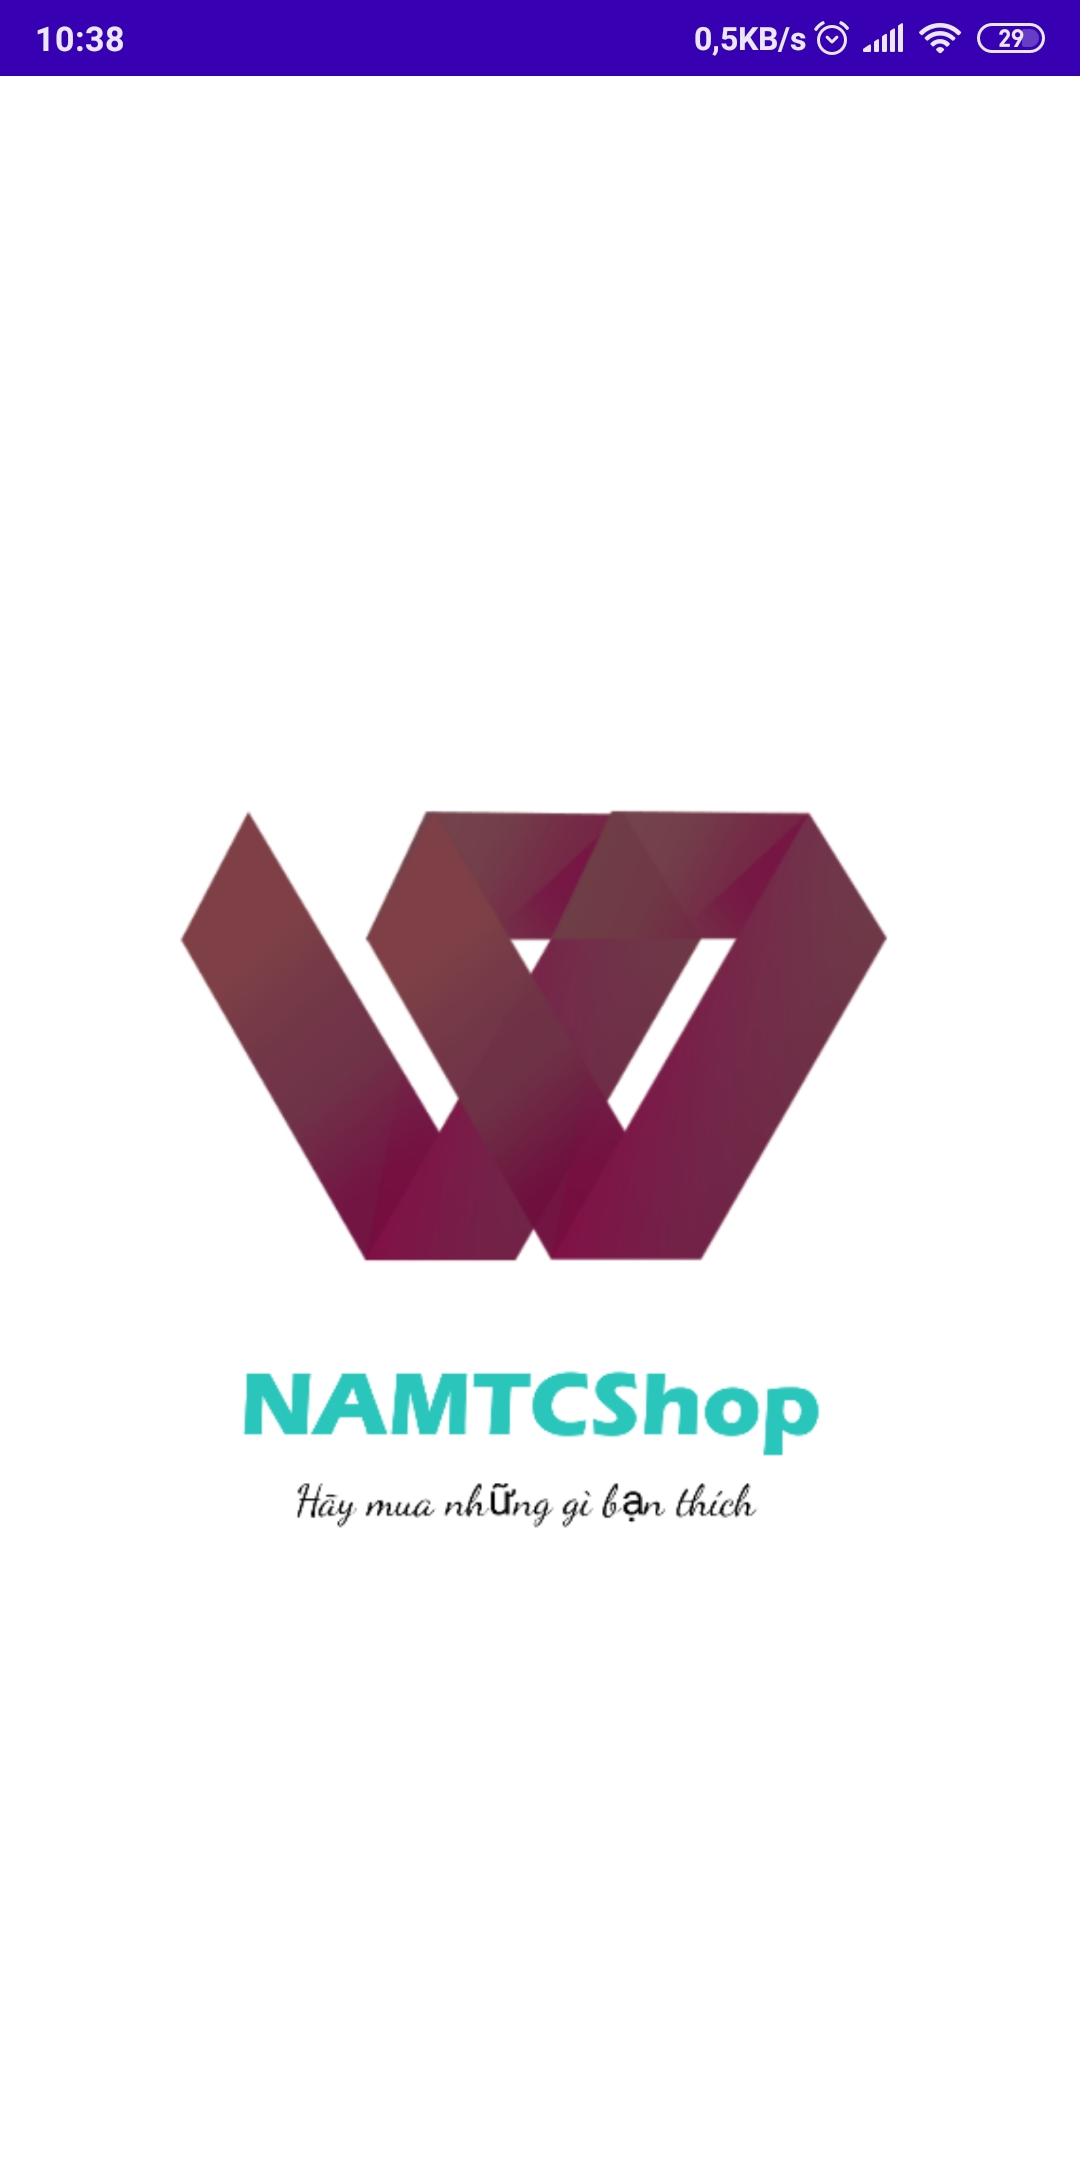 10:38 0,5KB/s 29
NAMTCShop
Hãy mua những gì bạn thích